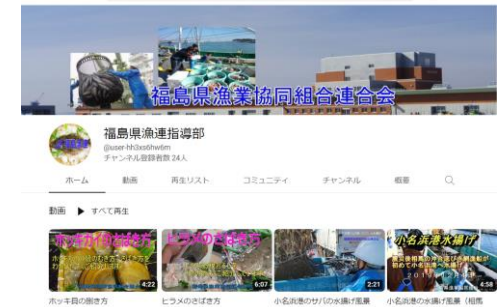 福島県漁業協同組合連合会
福島県漁連指導部
@user-hh3xs6hw6m
チャンネル登録者数 24人
ホーム 動画 再生リスト コミュニティ チャンネル 概要
動画 ▶ すべて再生
ホッキガイのさばき方
4:22
ヒラメのさばき方
6:07
2:21
小名浜港水揚げ
4:58
ホッキ貝の捌き方
ヒラメのさばき方
小名浜港のサバの水揚げ風景
小名浜港の水揚げ風景(相馬